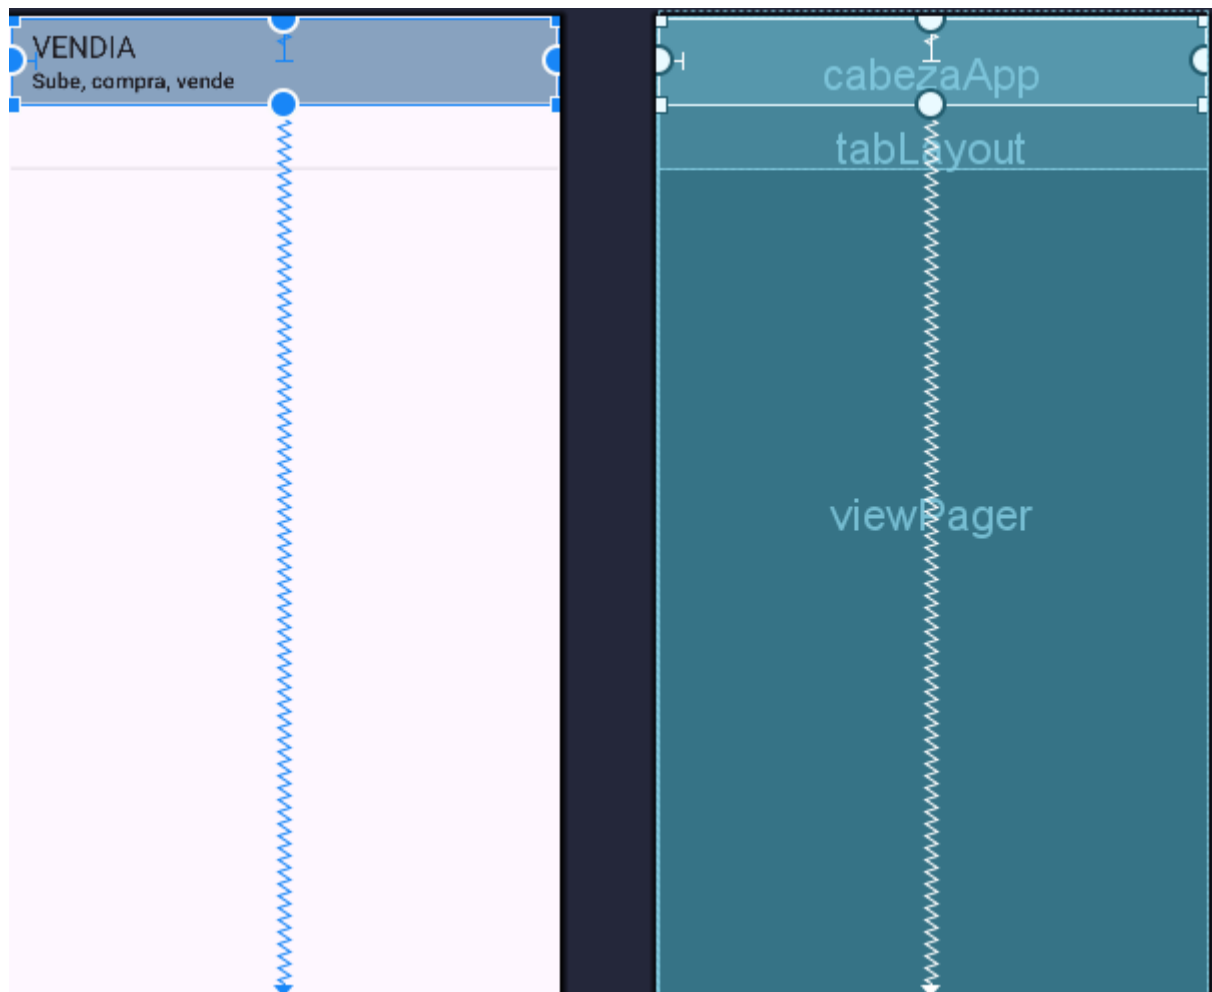 VENDIA
Sube, compra, vende
cabezaApp
tabLayout
viewPager